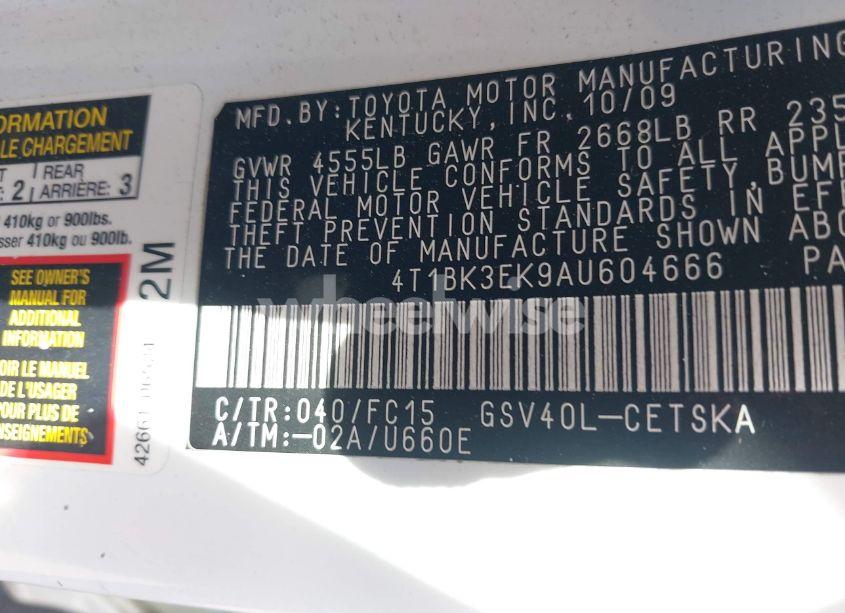 ORMATION
LE CHARGEMENT
2 REAR
ARRIÈRE: 3
410kg or 900lbs.
sser 410kg ou 900lb.
SEE OWNER'S
MANUAL FOR
ADDITIONAL
INFORMATION
OIR LE MANUEL
DE L'USAGER
POUR PLUS DE
NSEIGNEMENTS
2M
MFD. BY: TOYOTA MOTOR MANUFACTURING
KENTUCKY, INC. 10/09
GVWR 4555LB GAWR FR 2668LB RR 235
THIS VEHICLE CONFORMS TO ALL APPL
FEDERAL MOTOR VEHICLE SAFETY, BUMP
THEFT PREVENTION STANDARDS IN EFF
THE DATE OF MANUFACTURE SHOWN ABO
4T1BK3EK9AU604666 PA
wheelwise
C/TR: 040/FC15 GSV40L-CETSKA
A/TM:-02A/U660E